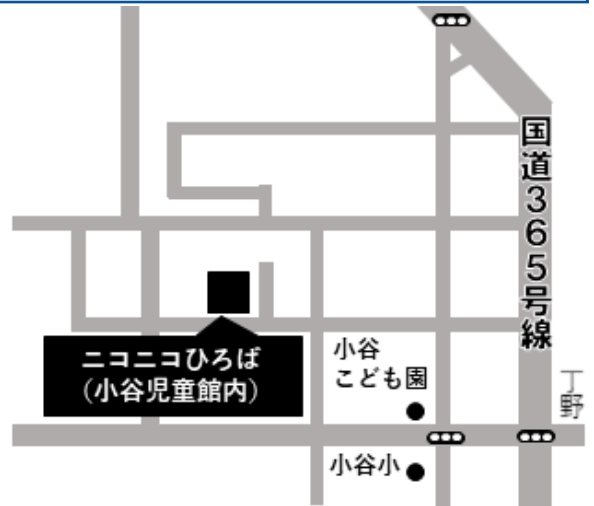 国道365号線
ニコニコひろば
(小谷児童館内)
小谷
こども園
丁野
小谷小